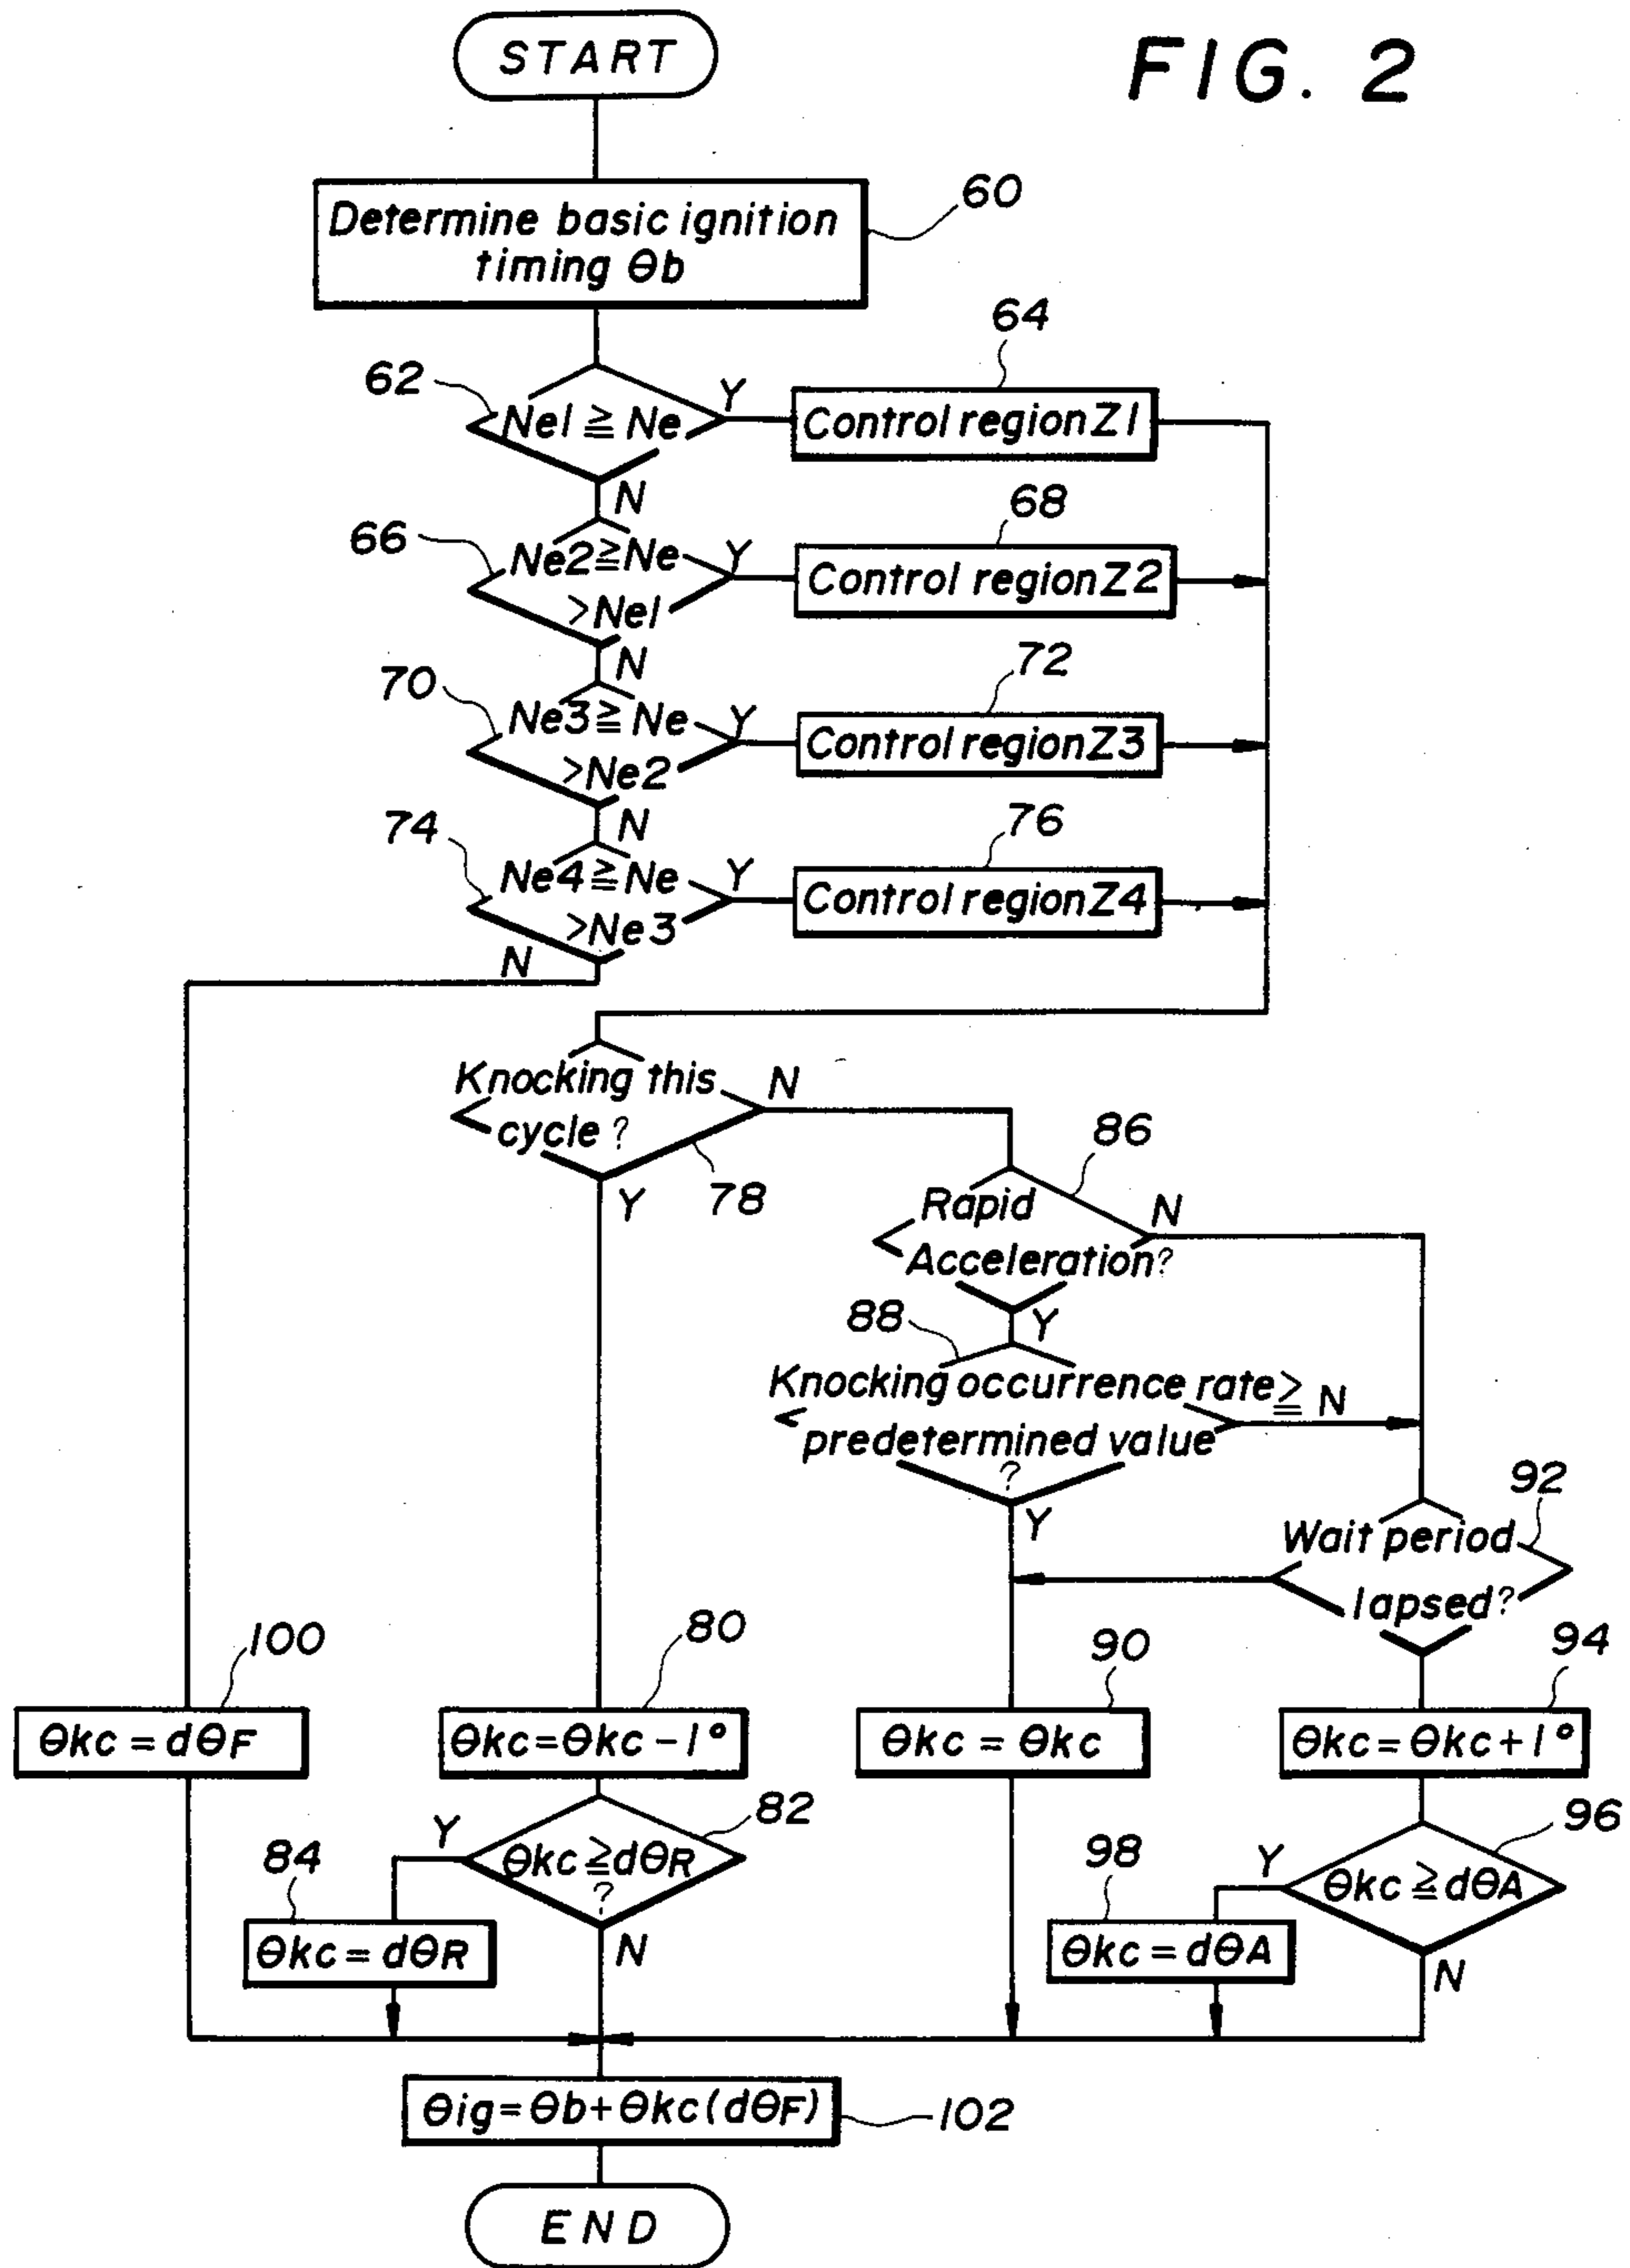 START
FIG. 2
Determine basic ignition
timing θb
60
62
Ne1 ≧ Ne
Y
64
Control region Z1
N
66
Ne2 ≧ Ne
>Ne1
Y
68
Control region Z2
N
70
Ne3 ≧ Ne
>Ne2
Y
72
Control region Z3
N
74
Ne4 ≧ Ne
>Ne3
Y
76
Control region Z4
N
Knocking this
cycle?
N
78
Y
86
Rapid
Acceleration?
N
Y
88
Knocking occurrence rate ≧
predetermined value
?
N
Y
92
Wait period
lapsed?
100
θkc = dθF
80
θkc = θkc - 1°
90
θkc = θkc
94
θkc = θkc + 1°
82
θkc ≧ dθR
?
Y
84
θkc = dθR
N
96
θkc ≧ dθA
Y
98
θkc = dθA
N
θig = θb + θkc (dθF)
102
END